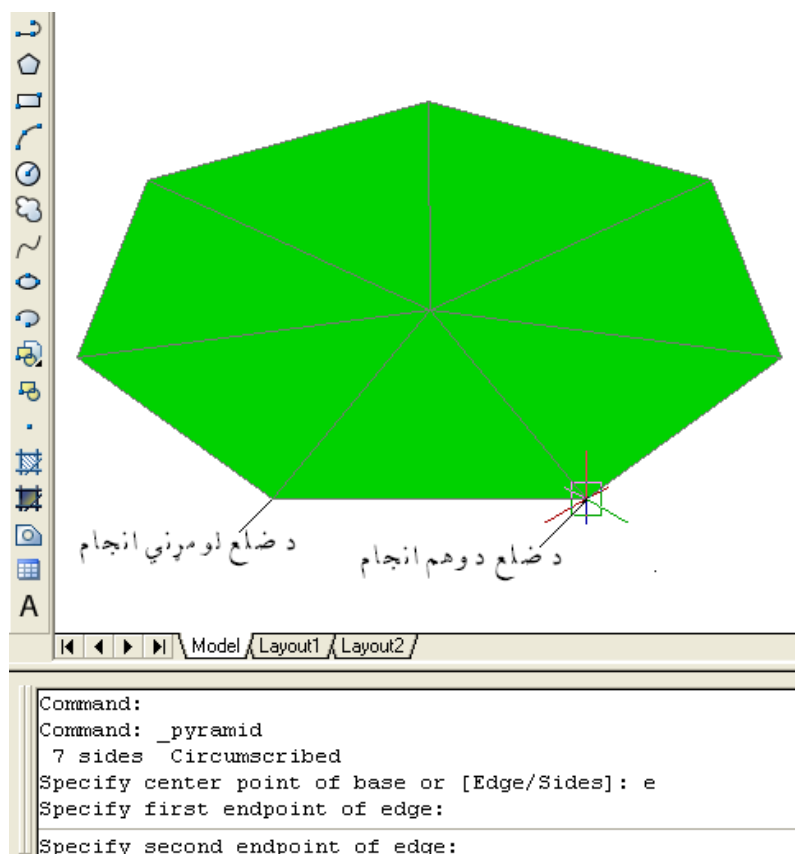 د ضلع لومړني انجام
د ضلع دوهم انجام
A
Model Layout1 Layout2
Command:
Command: _pyramid
7 sides Circumscribed
Specify center point of base or [Edge/Sides]: e
Specify first endpoint of edge:
Specify second endpoint of edge: